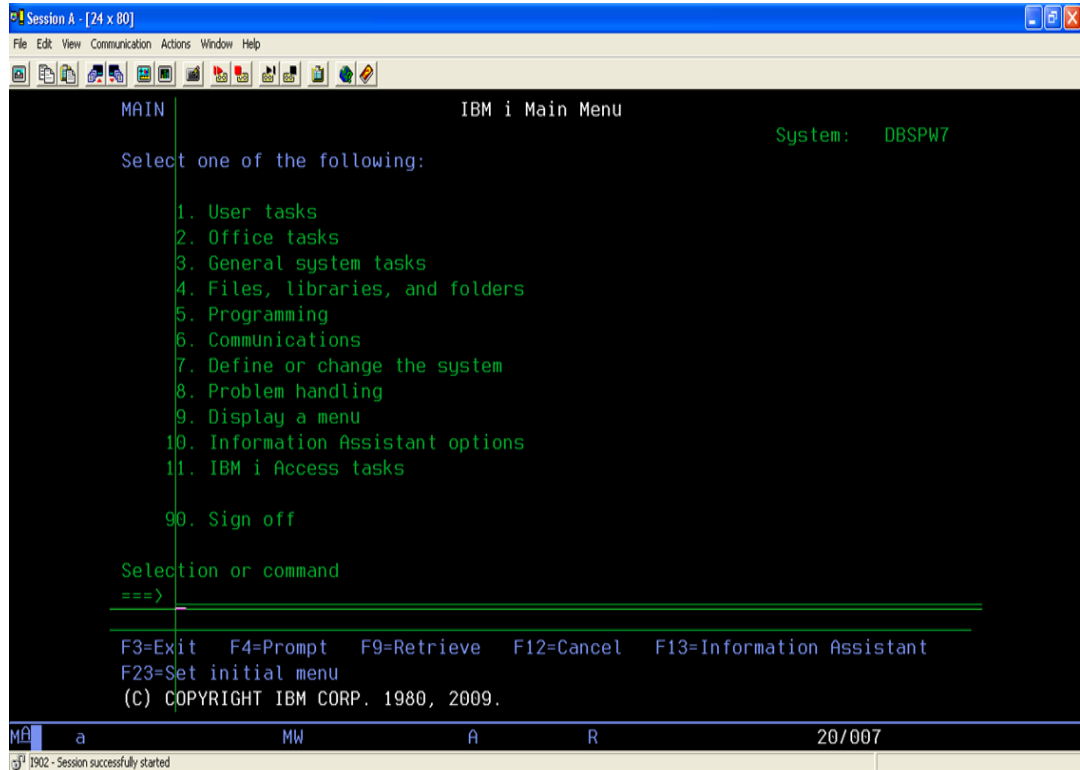 Session A - [24 x 80]
File Edit View Communication Actions Window Help
MAIN IBM i Main Menu
System: DBSPW7
Select one of the following:
1. User tasks
2. Office tasks
3. General system tasks
4. Files, libraries, and folders
5. Programming
6. Communications
7. Define or change the system
8. Problem handling
9. Display a menu
10. Information Assistant options
11. IBM i Access tasks
90. Sign off
Selection or command
===>
F3=Exit F4=Prompt F9=Retrieve F12=Cancel F13=Information Assistant
F23=Set initial menu
(C) COPYRIGHT IBM CORP. 1980, 2009.
MA a MW A R 20/007
I902 - Session successfully started